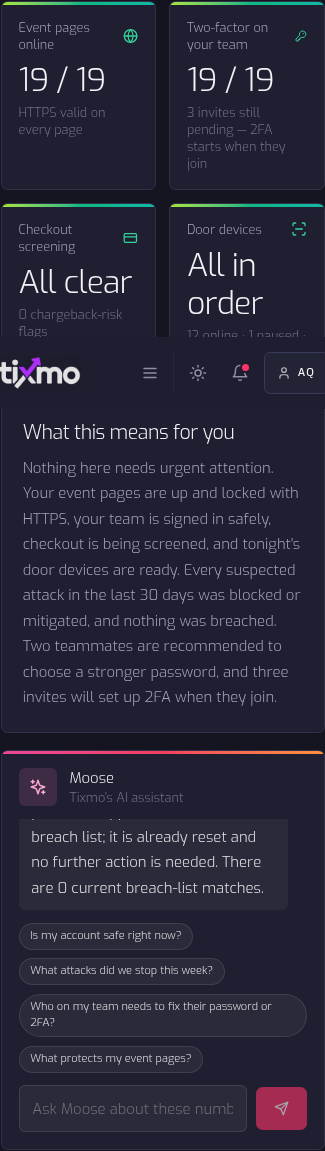 Event pages
online
19 / 19
HTTPS valid on
every page
Two-factor on
your team
19 / 19
3 invites still
pending — 2FA
starts when they
join
Checkout
screening
All clear
0 chargeback-risk
flags
Door devices
All in
order
12 online · 1 paused ·
tixmo
AQ
What this means for you
Nothing here needs urgent attention.
Your event pages are up and locked with
HTTPS, your team is signed in safely,
checkout is being screened, and tonight's
door devices are ready. Every suspected
attack in the last 30 days was blocked or
mitigated, and nothing was breached.
Two teammates are recommended to
choose a stronger password, and three
invites will set up 2FA when they join.
Moose
Tixmo's AI assistant
breach list; it is already reset and
no further action is needed. There
are 0 current breach-list matches.
Is my account safe right now?
What attacks did we stop this week?
Who on my team needs to fix their password or
2FA?
What protects my event pages?
Ask Moose about these numb